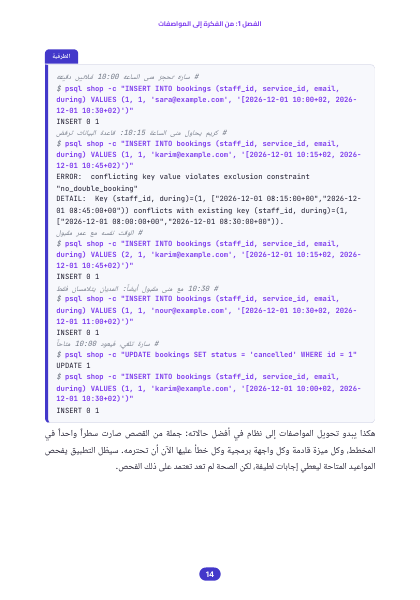 الفصل 1: من الفكرة إلى المواصفات
الطرفية
# سارة تحجز منى الساعة 10:00 ثلاثين دقيقة
$ psql shop -c "INSERT INTO bookings (staff_id, service_id, email,
during) VALUES (1, 1, 'sara@example.com', '[2026-12-01 10:00+02, 2026-
12-01 10:30+02)')"
INSERT 0 1
# كريم يحاول منى الساعة 10:15: قاعدة البيانات ترفض
$ psql shop -c "INSERT INTO bookings (staff_id, service_id, email,
during) VALUES (1, 1, 'karim@example.com', '[2026-12-01 10:15+02, 2026-
12-01 10:45+02)')"
ERROR:  conflicting key value violates exclusion constraint
"no_double_booking"
DETAIL:  Key (staff_id, during)=(1, ["2026-12-01 08:15:00+00","2026-12-
01 08:45:00+00")) conflicts with existing key (staff_id, during)=(1,
["2026-12-01 08:00:00+00","2026-12-01 08:30:00+00")).
# الوقت نفسه مع عمر مقبول
$ psql shop -c "INSERT INTO bookings (staff_id, service_id, email,
during) VALUES (2, 1, 'karim@example.com', '[2026-12-01 10:15+02, 2026-
12-01 10:45+02)')"
INSERT 0 1
# 10:30 مع منى مقبول أيضاً: المديان يتلامسان فقط
$ psql shop -c "INSERT INTO bookings (staff_id, service_id, email,
during) VALUES (1, 1, 'nour@example.com', '[2026-12-01 10:30+02, 2026-
12-01 11:00+02)')"
INSERT 0 1
# سارة تلغي، فيعود 10:00 متاحاً
$ psql shop -c "UPDATE bookings SET status = 'cancelled' WHERE id = 1"
UPDATE 1
$ psql shop -c "INSERT INTO bookings (staff_id, service_id, email,
during) VALUES (1, 1, 'karim@example.com', '[2026-12-01 10:00+02, 2026-
12-01 10:30+02)')"
INSERT 0 1
هكذا يبدو تحويل المواصفات إلى نظام في أفضل حالاته: جملة من القصص صارت سطراً واحداً في
المخطط، وكل ميزة قادمة وكل واجهة برمجية وكل خطأ عليها الآن أن تحترمه. سيظل التطبيق يفحص
المواعيد المتاحة ليعطي إجابات لطيفة، لكن الصحة لم تعد تعتمد على ذلك الفحص.
14